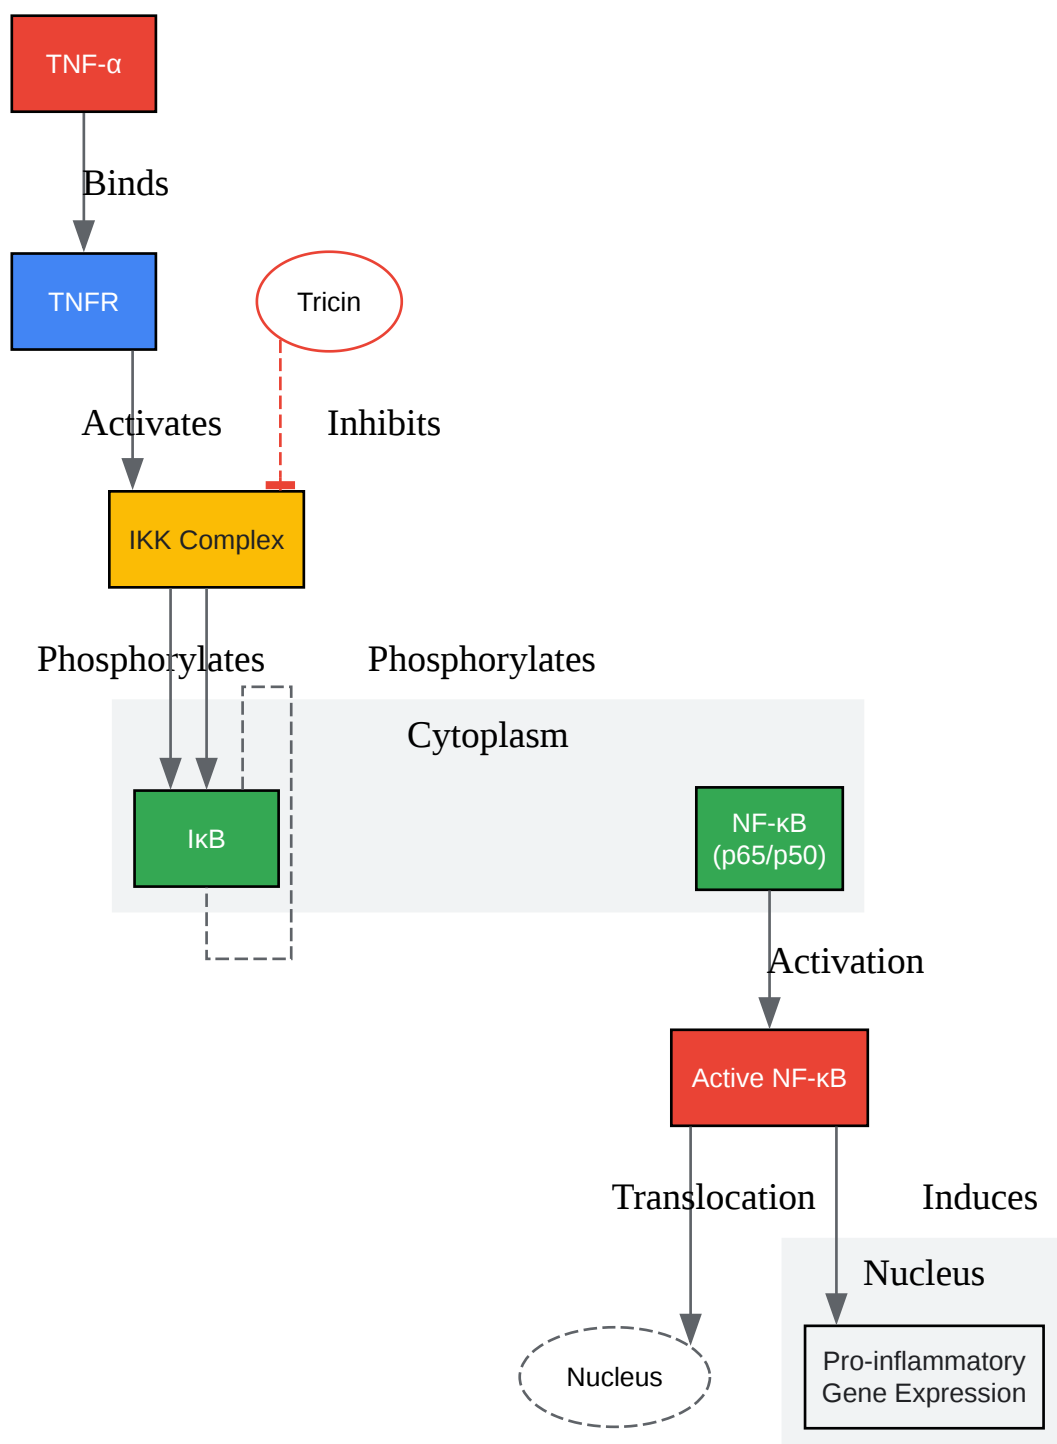 TNF-α
Binds
TNFR
Tricin
Activates
Inhibits
IKK Complex
Phosphorylates
Phosphorylates
Cytoplasm
IκB
NF-κB
(p65/p50)
Activation
Active NF-κB
Translocation
Induces
Nucleus
Nucleus
Pro-inflammatory
Gene Expression